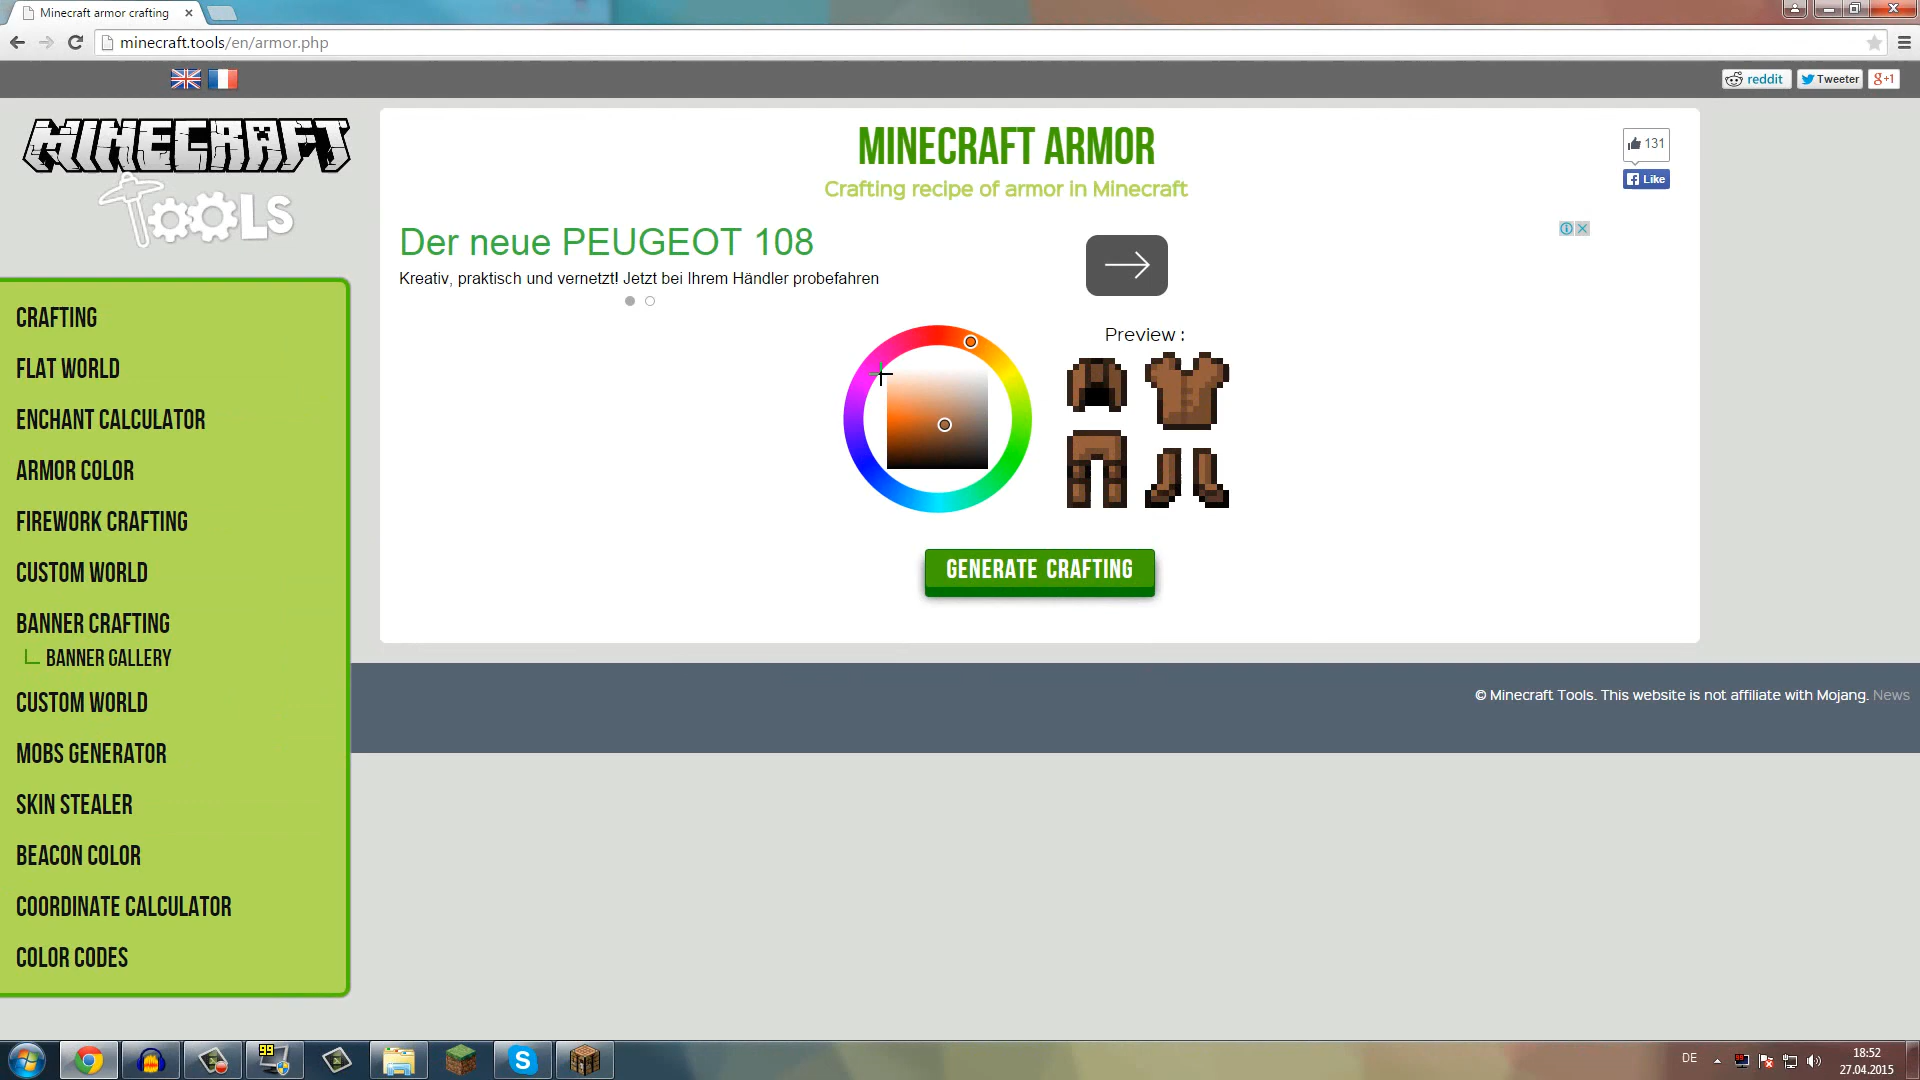 Minecraft armor crafting
minecraft.tools/en/armor.php
reddit
Tweeter
g+1
MINECRAFT
TOOLS
MINECRAFT ARMOR
Crafting recipe of armor in Minecraft
131
Like
Der neue PEUGEOT 108
Kreativ, praktisch und vernetzt! Jetzt bei Ihrem Händler probefahren
Preview :
GENERATE CRAFTING
CRAFTING
FLAT WORLD
ENCHANT CALCULATOR
ARMOR COLOR
FIREWORK CRAFTING
CUSTOM WORLD
BANNER CRAFTING
BANNER GALLERY
CUSTOM WORLD
MOBS GENERATOR
SKIN STEALER
BEACON COLOR
COORDINATE CALCULATOR
COLOR CODES
© Minecraft Tools. This website is not affiliate with Mojang. News
99
DE
18:52
27.04.2015